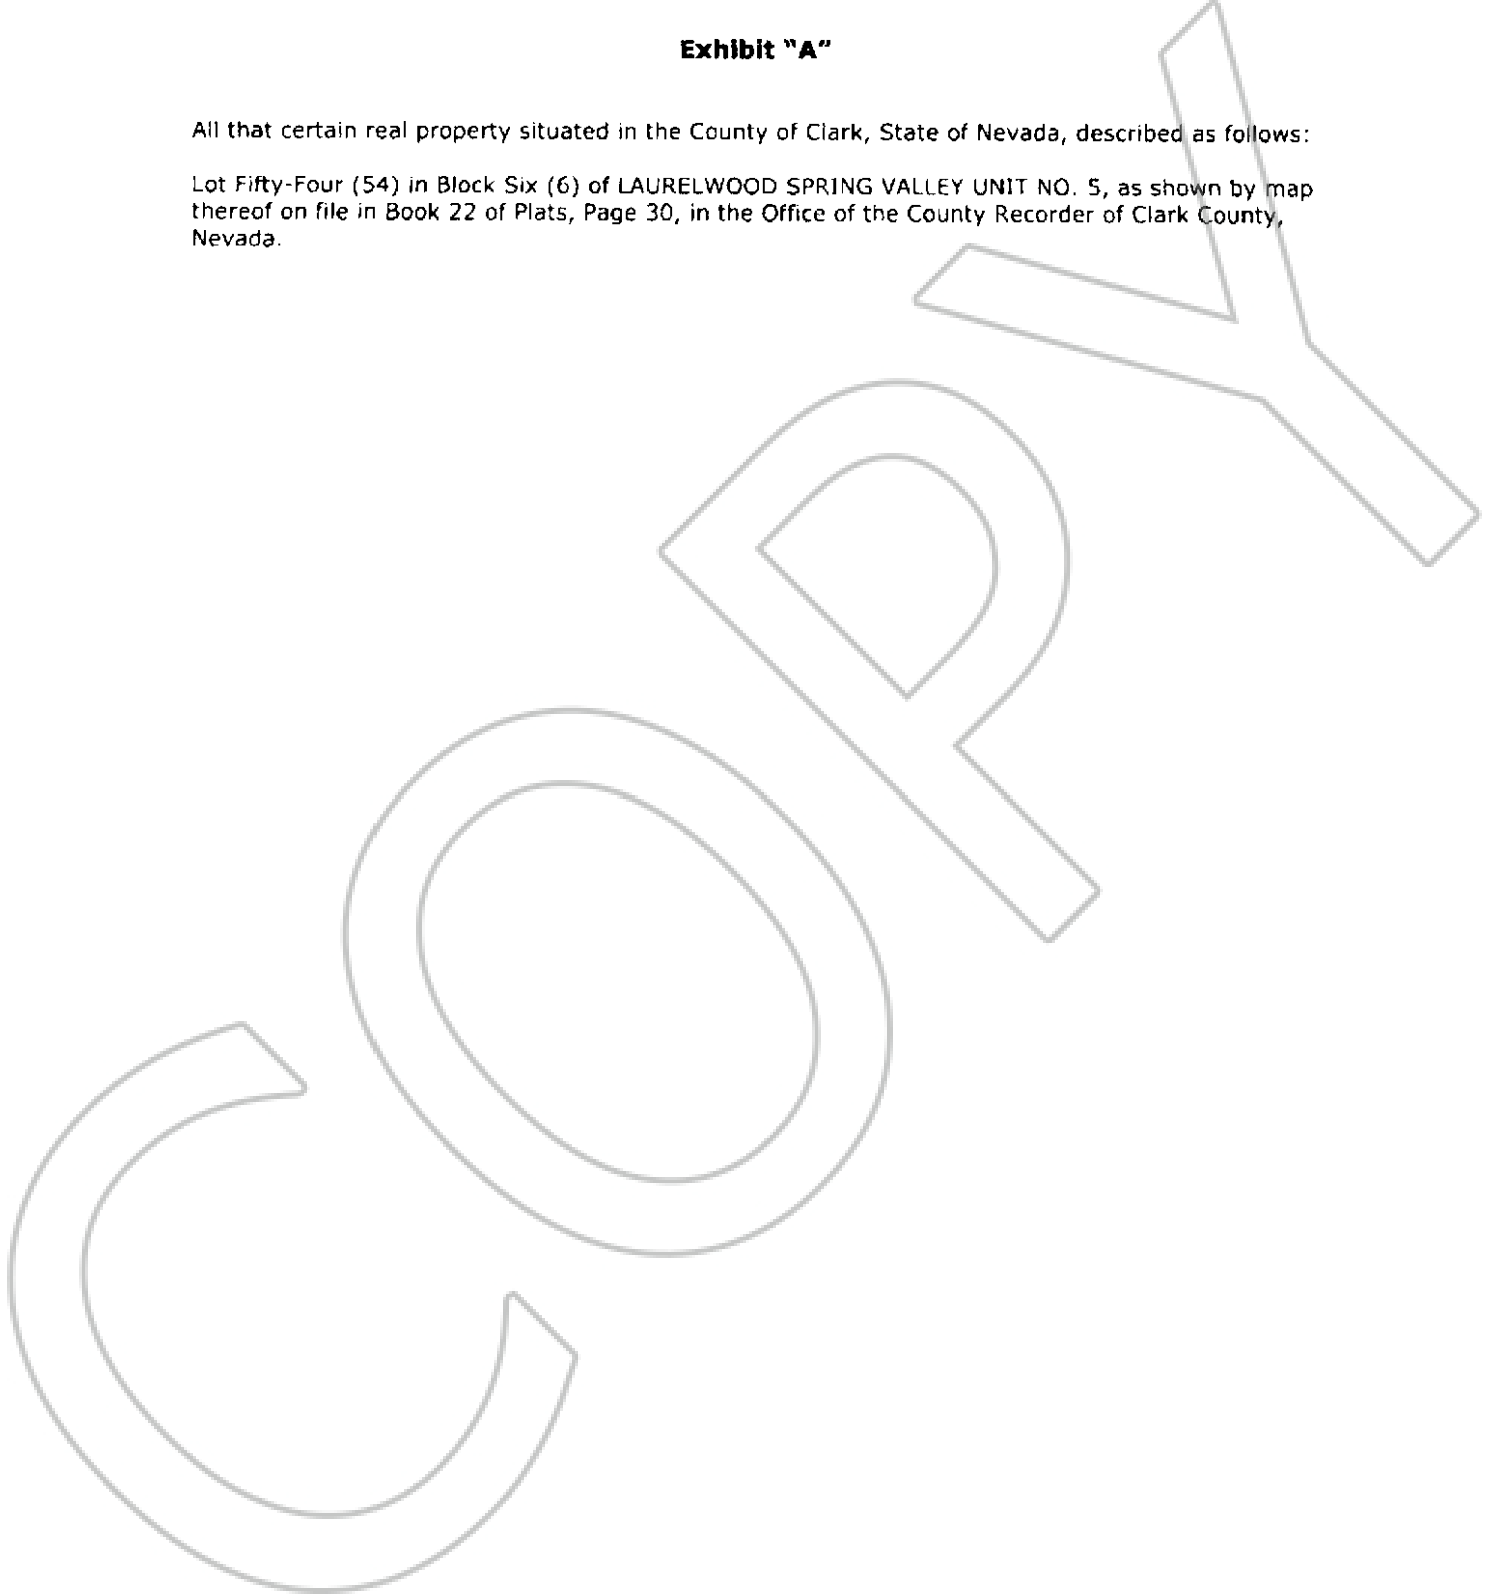 Exhibit "A"
All that certain real property situated in the County of Clark, State of Nevada, described as follows:
Lot Fifty-Four (54) in Block Six (6) of LAURELWOOD SPRING VALLEY UNIT NO. 5, as shown by map
thereof on file in Book 22 of Plats, Page 30, in the Office of the County Recorder of Clark County,
Nevada.
COPY